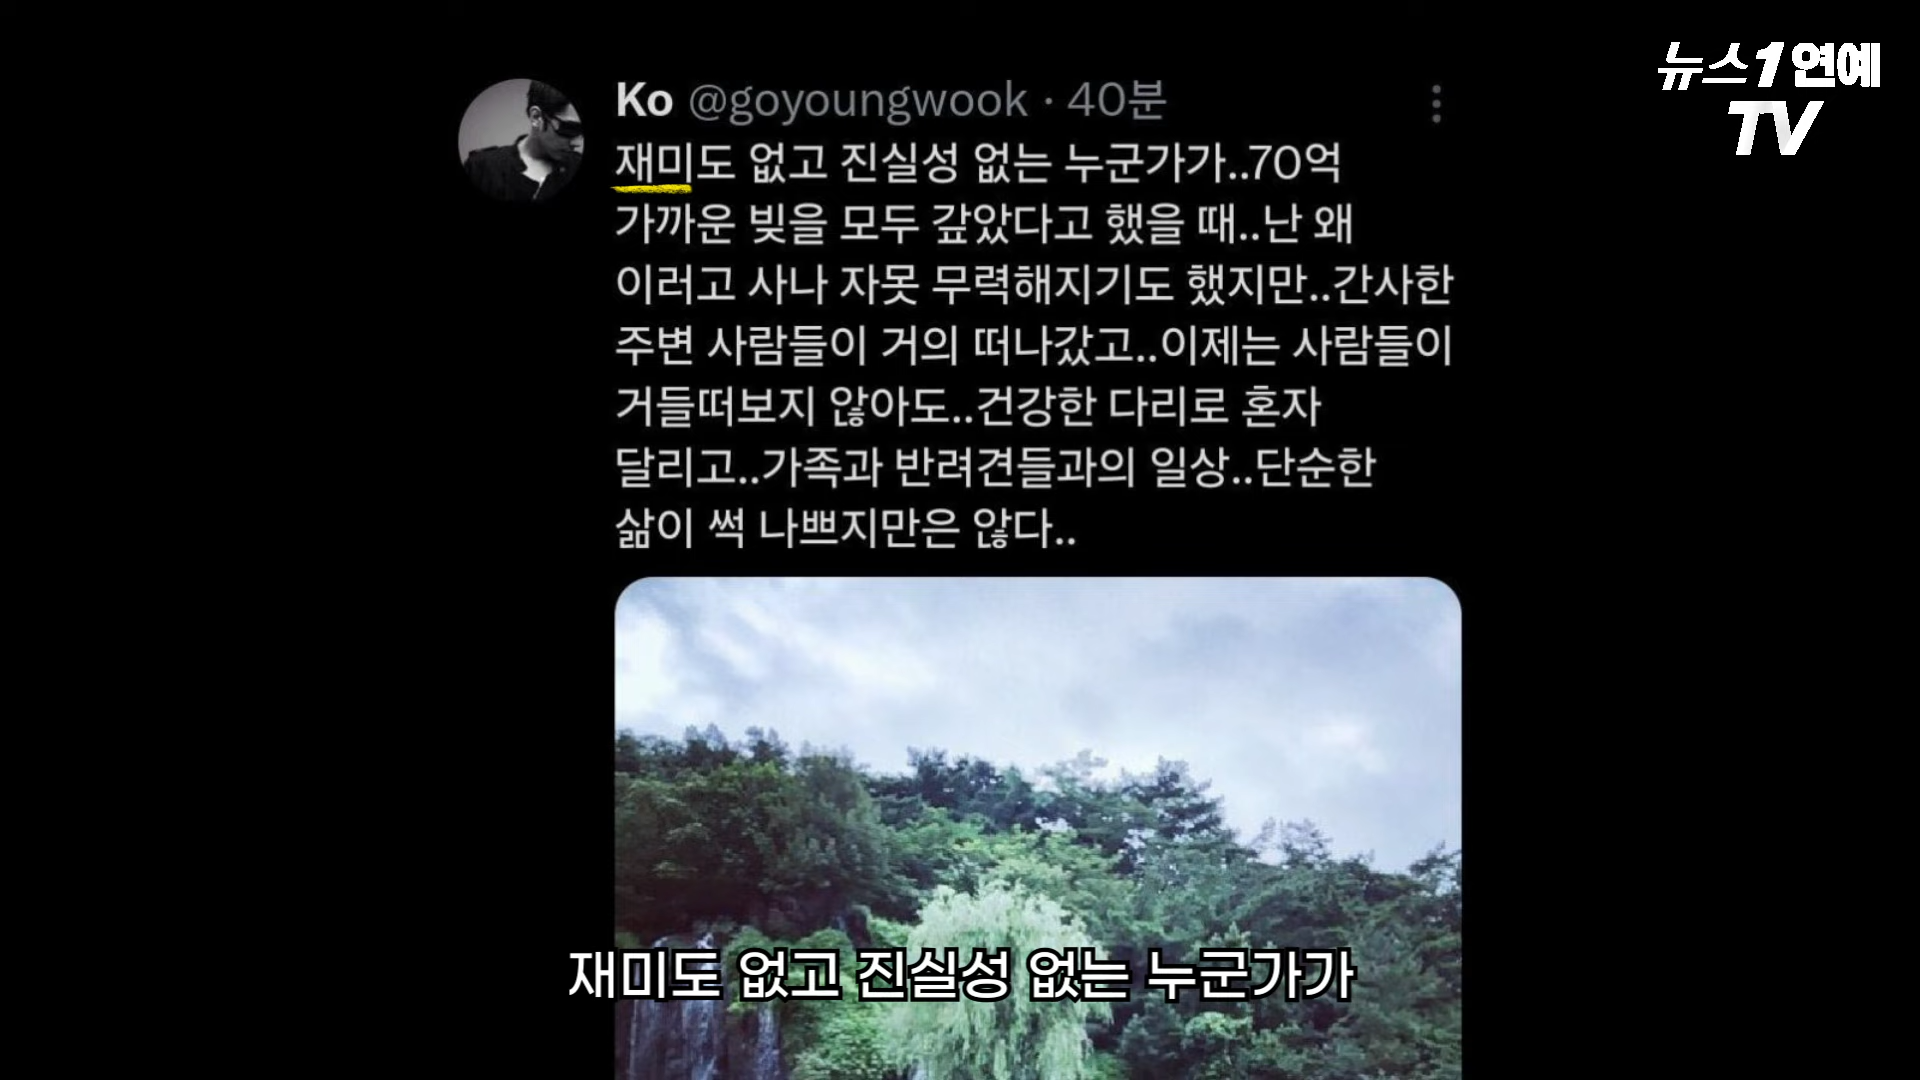 뉴스1연예
TV
Ko @goyoungwook · 40분
재미도 없고 진실성 없는 누군가가..70억
가까운 빚을 모두 갚았다고 했을 때..난 왜
이러고 사나 자못 무력해지기도 했지만..간사한
주변 사람들이 거의 떠나갔고..이제는 사람들이
거들떠보지 않아도..건강한 다리로 혼자
달리고..가족과 반려견들과의 일상..단순한
삶이 썩 나쁘지만은 않다..
재미도 없고 진실성 없는 누군가가